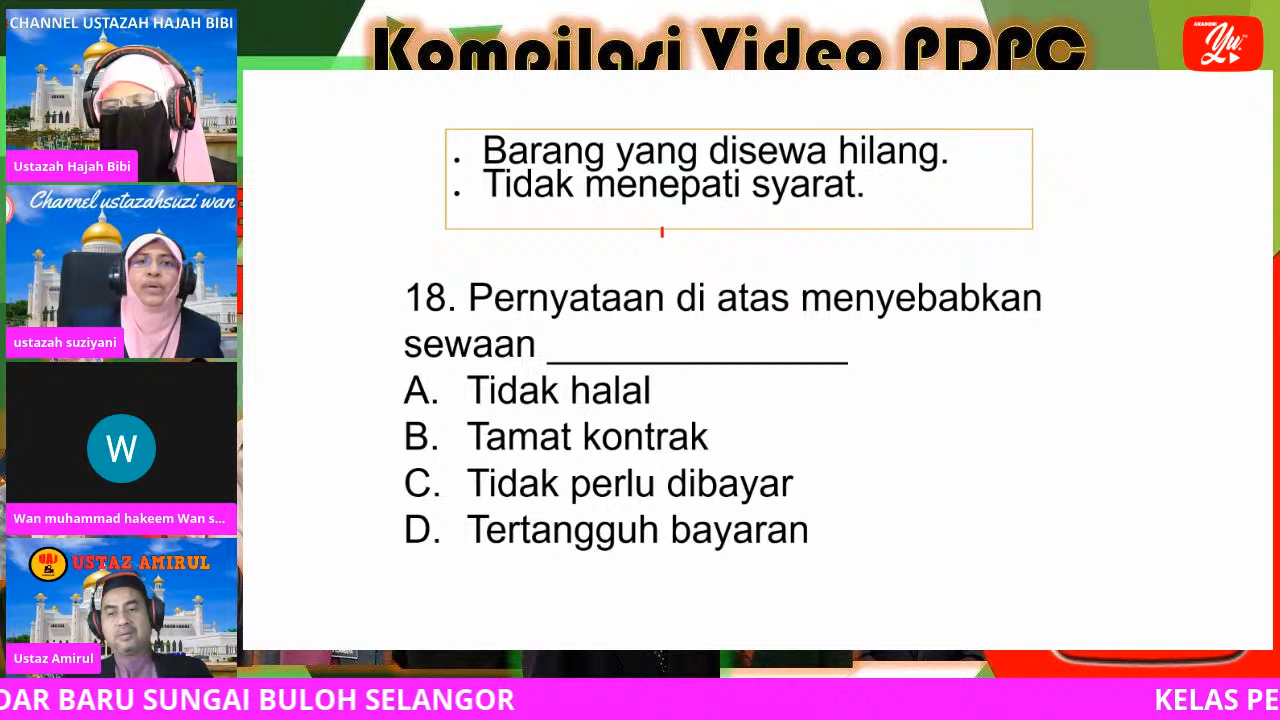 CHANNEL USTAZAH HAJAH BIBI
Ustazah Hajah Bibi
Channel ustazahsuzi wan
ustazah suziyani
W
Wan muhammad hakeem Wan s...
USTAZ AMIRUL
Ustaz Amirul
Kompilasi Video PDPC
AKADEMI
YU
. Barang yang disewa hilang.
. Tidak menepati syarat.
18. Pernyataan di atas menyebabkan
sewaan _______________
A. Tidak halal
B. Tamat kontrak
C. Tidak perlu dibayar
D. Tertangguh bayaran
DAR BARU SUNGAI BULOH SELANGOR
KELAS PE